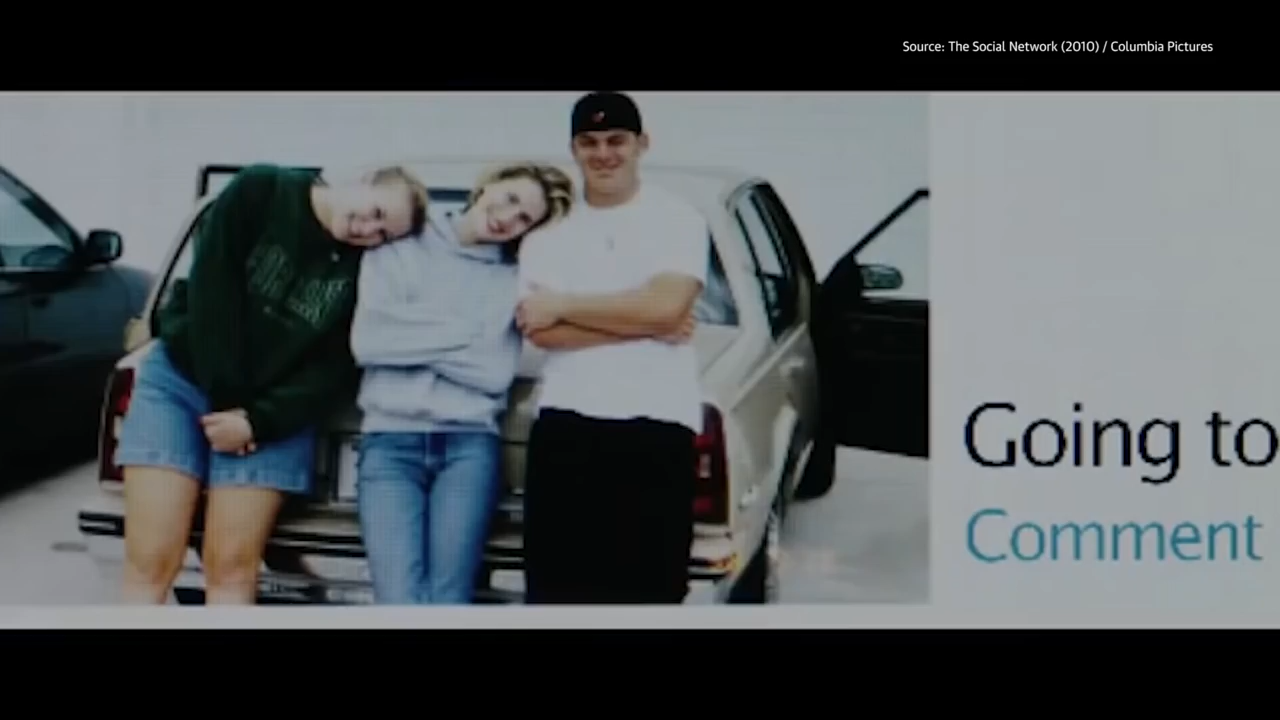 Source: The Social Network (2010) / Columbia Pictures
Going to
Comment